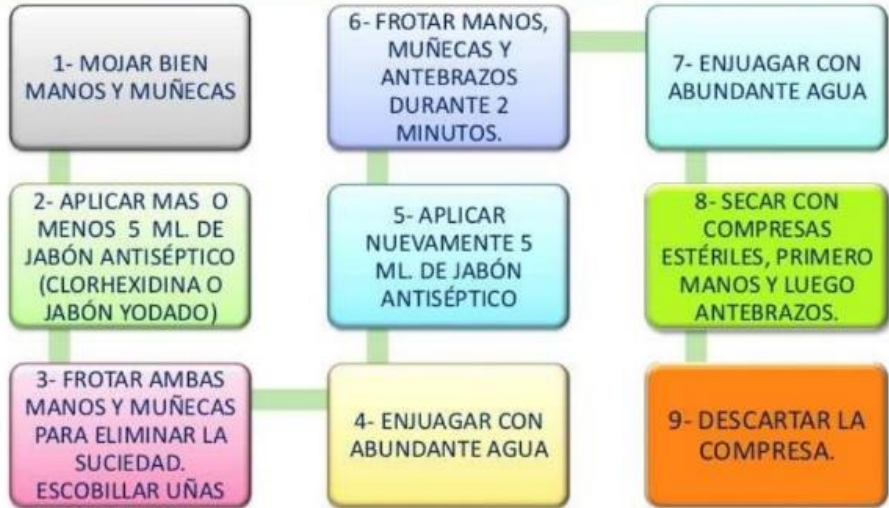 1- MOJAR BIEN
MANOS Y MUÑECAS
2- APLICAR MAS O
MENOS 5 ML. DE
JABÓN ANTISÉPTICO
(CLORHEXIDINA O
JABÓN YODADO)
3- FROTAR AMBAS
MANOS Y MUÑECAS
PARA ELIMINAR LA
SUCIEDAD.
ESCOBILLAR UÑAS
4- ENJUAGAR CON
ABUNDANTE AGUA
5- APLICAR
NUEVAMENTE 5
ML. DE JABÓN
ANTISÉPTICO
6- FROTAR MANOS,
MUÑECAS Y
ANTEBRAZOS
DURANTE 2
MINUTOS.
7- ENJUAGAR CON
ABUNDANTE AGUA
8- SECAR CON
COMPRESAS
ESTÉRILES, PRIMERO
MANOS Y LUEGO
ANTEBRAZOS.
9- DESCARTAR LA
COMPRESA.